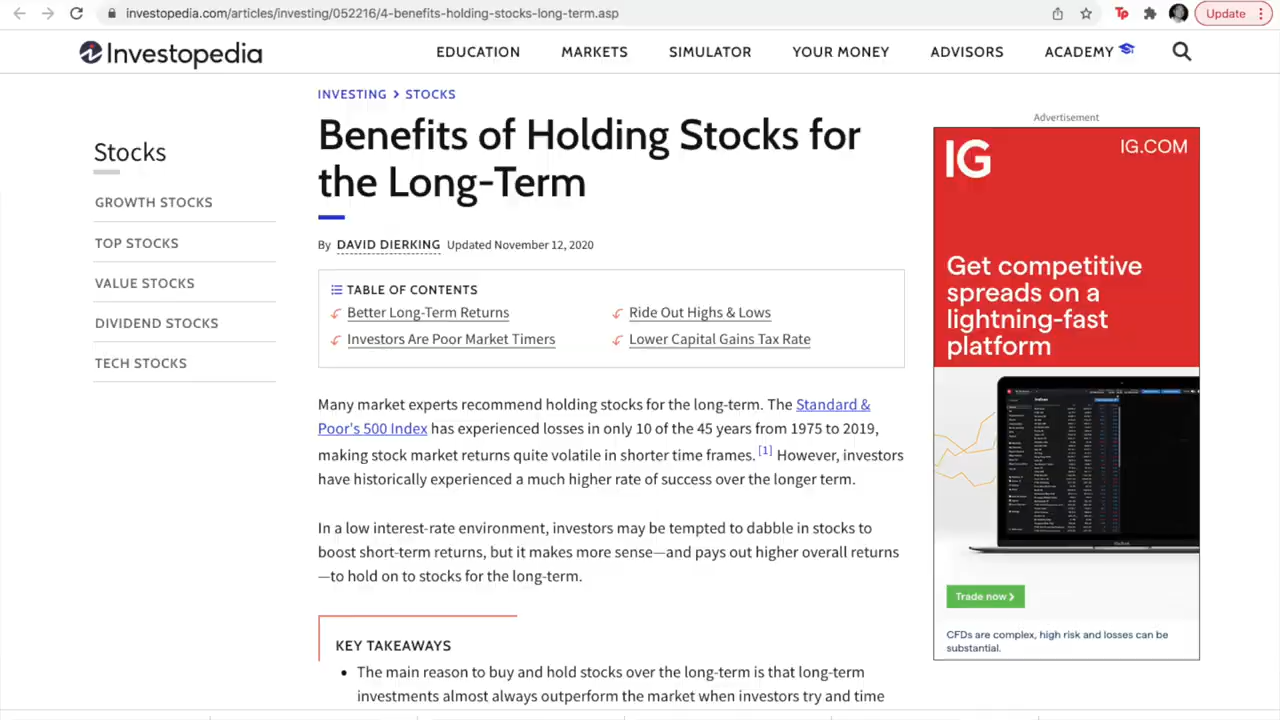 investopedia.com/articles/investing/052216/4-benefits-holding-stocks-long-term.asp
Tp
Update
Investopedia
EDUCATION
MARKETS
SIMULATOR
YOUR MONEY
ADVISORS
ACADEMY
INVESTING > STOCKS
Benefits of Holding Stocks for
the Long-Term
By DAVID DIERKING Updated November 12, 2020
Stocks
GROWTH STOCKS
TOP STOCKS
VALUE STOCKS
DIVIDEND STOCKS
TECH STOCKS
TABLE OF CONTENTS
Better Long-Term Returns
Ride Out Highs & Lows
Investors Are Poor Market Timers
Lower Capital Gains Tax Rate
Many market experts recommend holding stocks for the long-term. The Standard &
Poor's 500 Index has experienced losses in only 10 of the 45 years from 1975 to 2019,
making stock market returns quite volatile in shorter time frames. [1] However, investors
have historically experienced a much higher rate of success over the longer term.
In a low interest-rate environment, investors may be tempted to dabble in stocks to
boost short-term returns, but it makes more sense—and pays out higher overall returns
—to hold on to stocks for the long-term.
KEY TAKEAWAYS
• The main reason to buy and hold stocks over the long-term is that long-term
investments almost always outperform the market when investors try and time
Advertisement
IG
IG.COM
Get competitive
spreads on a
lightning-fast
platform
Trade now >
CFDs are complex, high risk and losses can be
substantial.